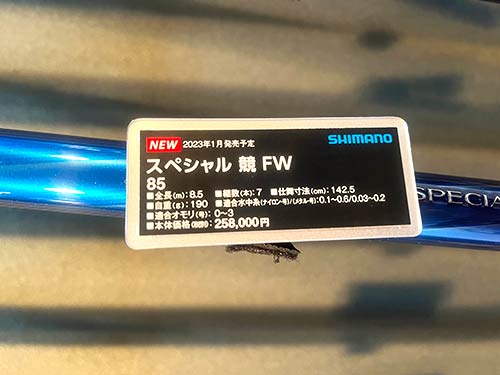 NEW 2023年1月発売予定 SHIMANO
スペシャル 競 FW
85
■全長(m):8.5 ■継数(本):7 ■仕舞寸法(cm):142.5
■自重(g):190 ■適合水中糸(ナイロン・号)/(メタル・号):0.1~0.6/0.03~0.2
■適合オモリ(号):0~3
■本体価格(税別):258,000円
SPECIA